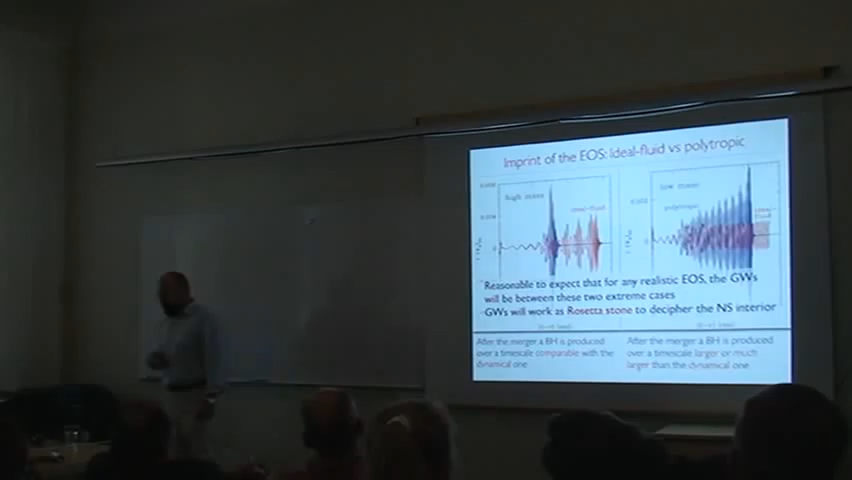 Imprint of the EOS: Ideal-fluid vs polytropic
high mass
ideal-fluid
low mass
polytropic
ideal-
fluid
Reasonable to expect that for any realistic EOS, the GWs
will be between these two extreme cases
GWs will work as Rosetta stone to decipher the NS interior
After the merger a BH is produced
over a timescale comparable with the
dynamical one
After the merger a BH is produced
over a timescale larger or much
larger than the dynamical one